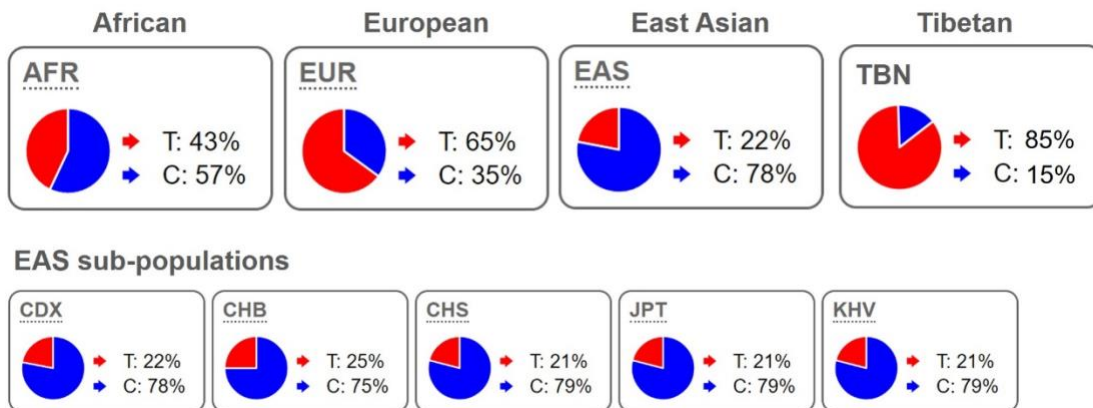 African European East Asian Tibetan
AFR EUR EAS TBN
T: 43% T: 65% T: 22% T: 85%
C: 57% C: 35% C: 78% C: 15%
EAS sub-populations
CDX CHB CHS JPT KHV
T: 22% T: 25% T: 21% T: 21% T: 21%
C: 78% C: 75% C: 79% C: 79% C: 79%